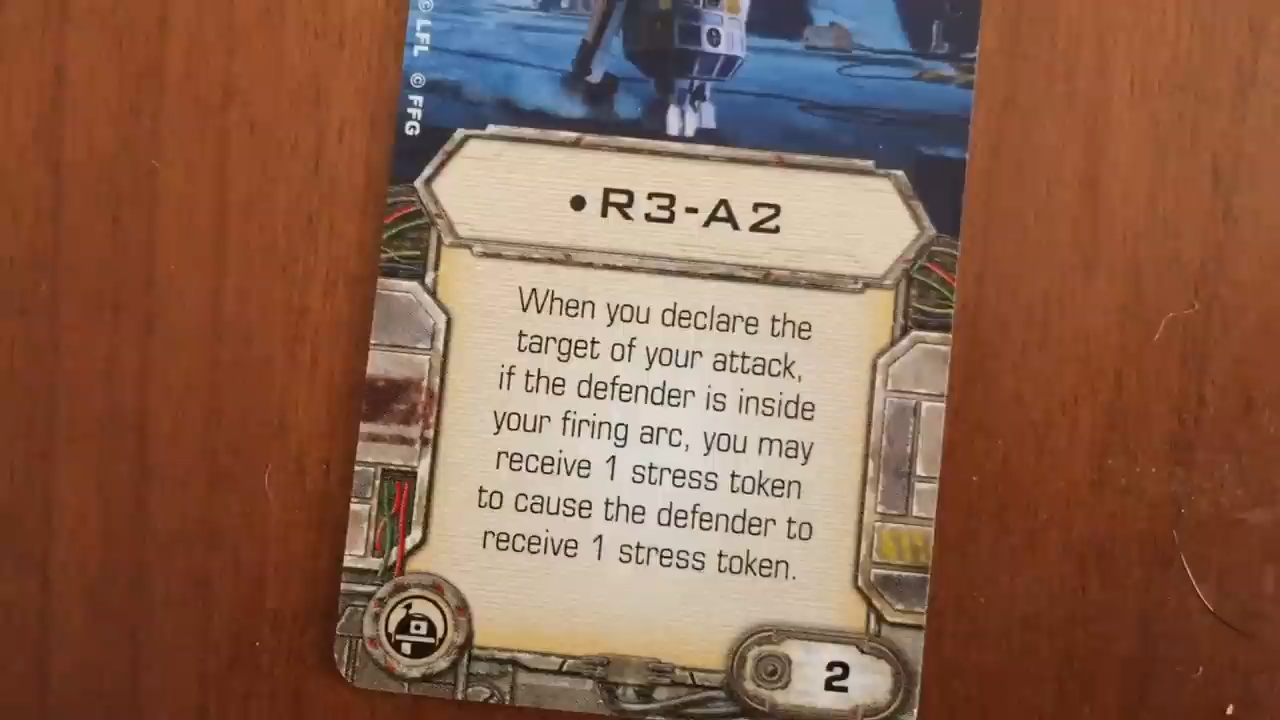 © LFL © FFG
•R3-A2
When you declare the
target of your attack,
if the defender is inside
your firing arc, you may
receive 1 stress token
to cause the defender to
receive 1 stress token.
2